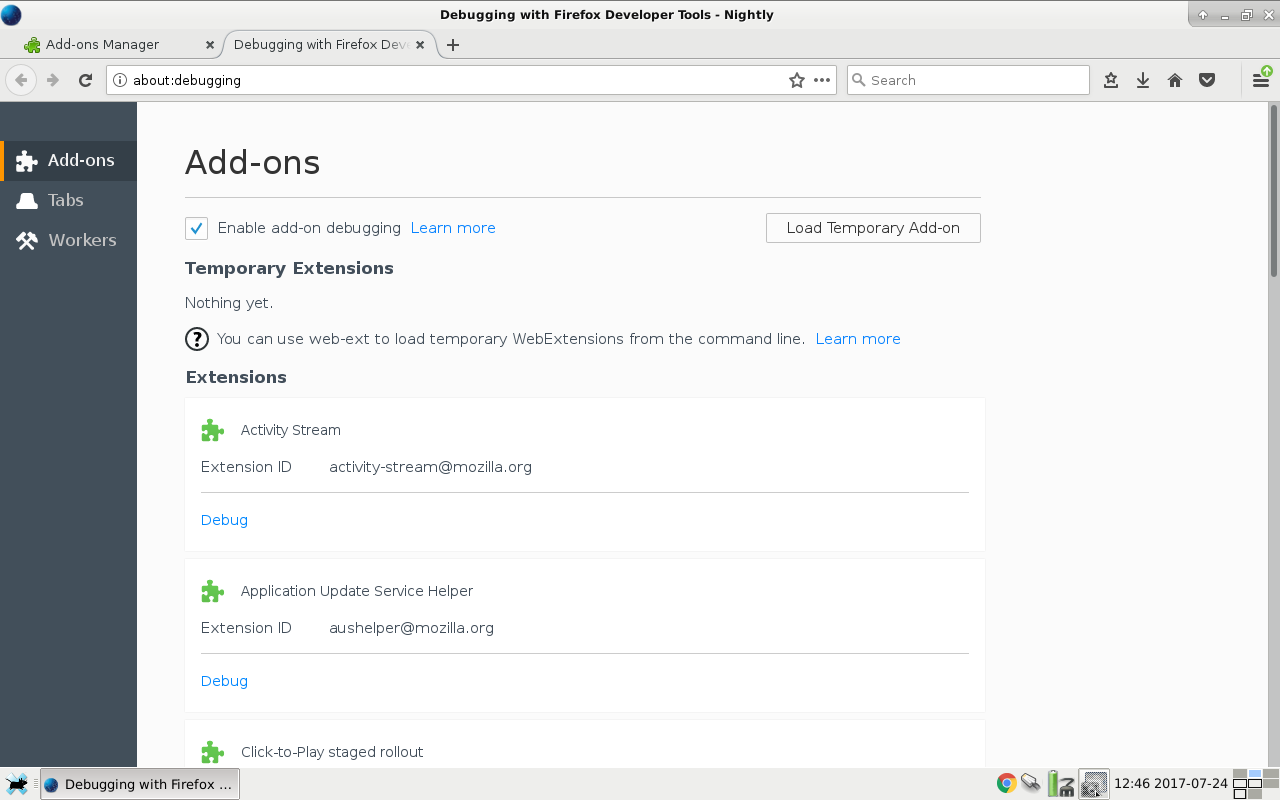 Debugging with Firefox Developer Tools - Nightly
Add-ons Manager
Debugging with Firefox Dev
about:debugging
Search
Add-ons
Tabs
Workers
Add-ons
Enable add-on debugging Learn more
Load Temporary Add-on
Temporary Extensions
Nothing yet.
You can use web-ext to load temporary WebExtensions from the command line. Learn more
Extensions
Activity Stream
Extension ID activity-stream@mozilla.org
Debug
Application Update Service Helper
Extension ID aushelper@mozilla.org
Debug
Click-to-Play staged rollout
Debugging with Firefox ...
12:46 2017-07-24